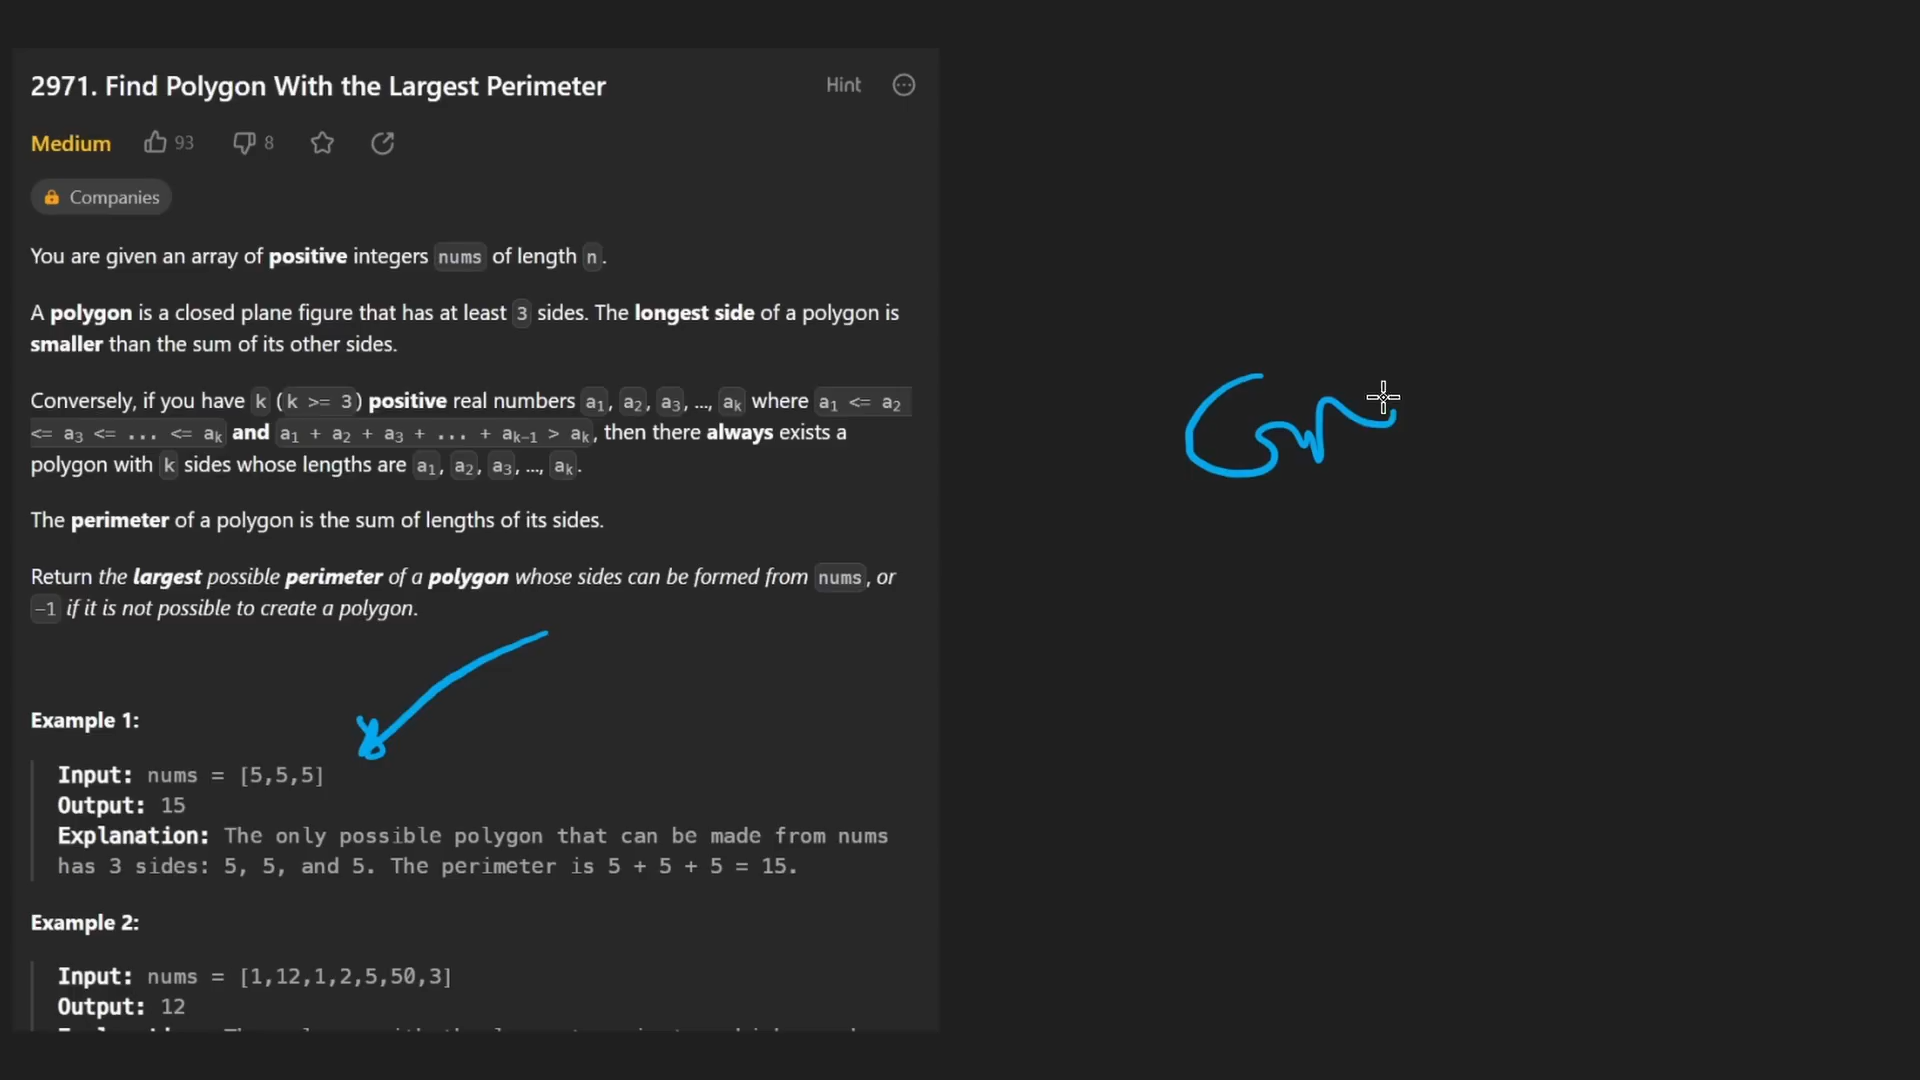 2971. Find Polygon With the Largest Perimeter
Hint
Medium 93 8
Companies
You are given an array of positive integers nums of length n.
A polygon is a closed plane figure that has at least 3 sides. The longest side of a polygon is
smaller than the sum of its other sides.
Conversely, if you have k (k >= 3) positive real numbers a₁, a₂, a₃, ..., aₖ where a₁ <= a₂
<= a₃ <= ... <= aₖ and a₁ + a₂ + a₃ + ... + aₖ₋₁ > aₖ, then there always exists a
polygon with k sides whose lengths are a₁, a₂, a₃, ..., aₖ.
The perimeter of a polygon is the sum of lengths of its sides.
Return the largest possible perimeter of a polygon whose sides can be formed from nums, or
-1 if it is not possible to create a polygon.
Example 1:
Input: nums = [5,5,5]
Output: 15
Explanation: The only possible polygon that can be made from nums
has 3 sides: 5, 5, and 5. The perimeter is 5 + 5 + 5 = 15.
Example 2:
Input: nums = [1,12,1,2,5,50,3]
Output: 12